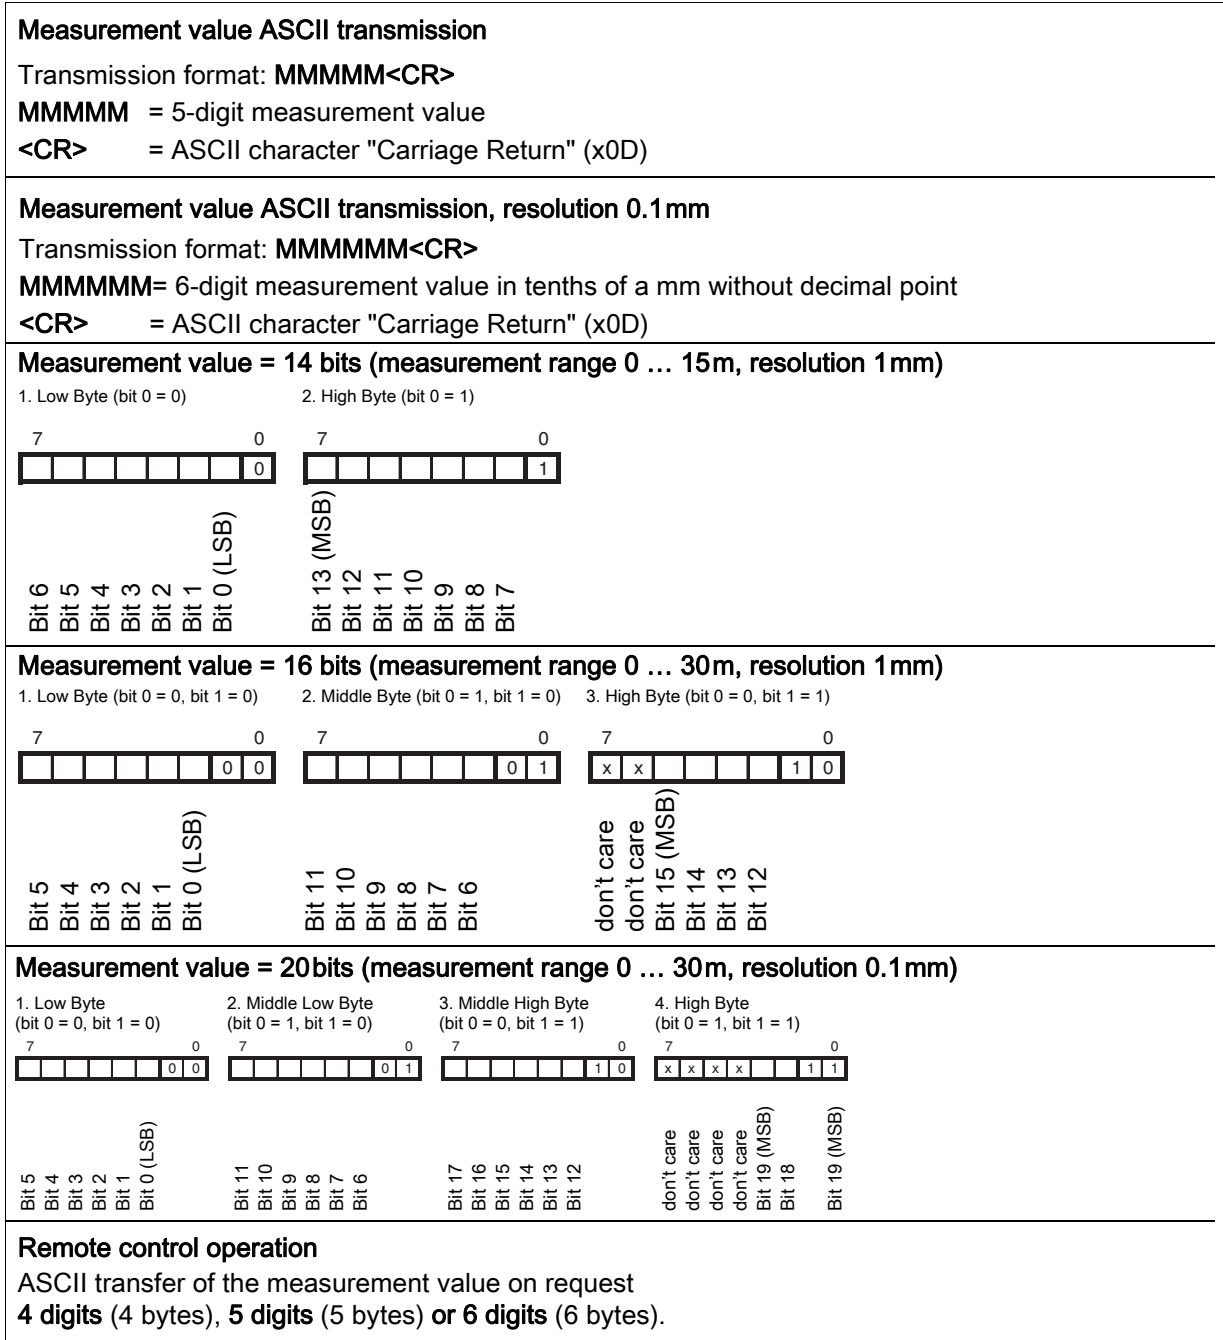 Measurement value ASCII transmission
Transmission format: MMMMM<CR>
MMMMM = 5-digit measurement value
<CR> = ASCII character "Carriage Return" (x0D)
Measurement value ASCII transmission, resolution 0.1mm
Transmission format: MMMMMM<CR>
MMMMMM= 6-digit measurement value in tenths of a mm without decimal point
<CR> = ASCII character "Carriage Return" (x0D)
Measurement value = 14 bits (measurement range 0 … 15m, resolution 1mm)
1. Low Byte (bit 0 = 0) 2. High Byte (bit 0 = 1)
7 0 7 0
0 1
Bit 6
Bit 5
Bit 4
Bit 3
Bit 2
Bit 1
Bit 0 (LSB)
Bit 13 (MSB)
Bit 12
Bit 11
Bit 10
Bit 9
Bit 8
Bit 7
Measurement value = 16 bits (measurement range 0 … 30m, resolution 1mm)
1. Low Byte (bit 0 = 0, bit 1 = 0) 2. Middle Byte (bit 0 = 1, bit 1 = 0) 3. High Byte (bit 0 = 0, bit 1 = 1)
7 0 7 0 7 0
0 0 0 1 x x 1 0
Bit 5
Bit 4
Bit 3
Bit 2
Bit 1
Bit 0 (LSB)
Bit 11
Bit 10
Bit 9
Bit 8
Bit 7
Bit 6
don't care
don't care
Bit 15 (MSB)
Bit 14
Bit 13
Bit 12
Measurement value = 20bits (measurement range 0 … 30m, resolution 0.1mm)
1. Low Byte 2. Middle Low Byte 3. Middle High Byte 4. High Byte
(bit 0 = 0, bit 1 = 0) (bit 0 = 1, bit 1 = 0) (bit 0 = 0, bit 1 = 1) (bit 0 = 1, bit 1 = 1)
7 0 7 0 7 0 7 0
0 0 0 1 1 0 x x x x 1 1
Bit 5
Bit 4
Bit 3
Bit 2
Bit 1
Bit 0 (LSB)
Bit 11
Bit 10
Bit 9
Bit 8
Bit 7
Bit 6
Bit 17
Bit 16
Bit 15
Bit 14
Bit 13
Bit 12
don't care
don't care
don't care
don't care
Bit 19 (MSB)
Bit 18
Bit 19 (MSB)
Remote control operation
ASCII transfer of the measurement value on request
4 digits (4 bytes), 5 digits (5 bytes) or 6 digits (6 bytes).